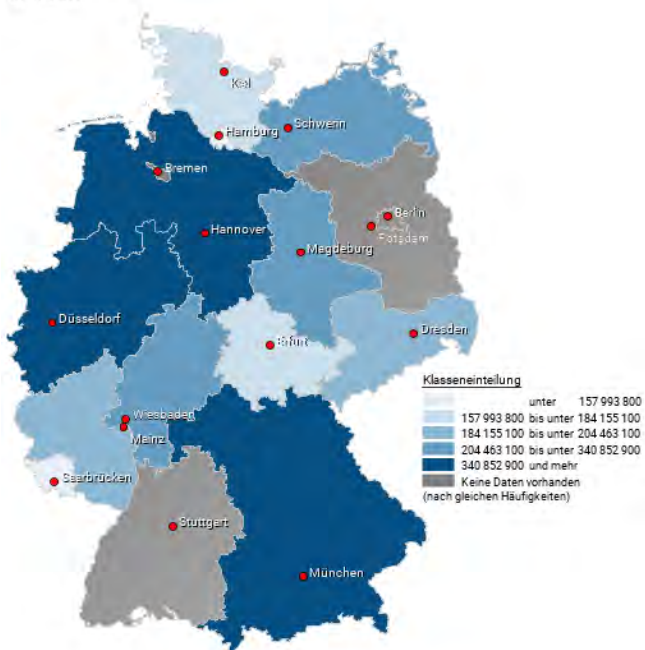 Kiel
Hamburg
Schwerin
Bremen
Berlin
Potsdam
Hannover
Megdeburg
Düsseldorf
Dresden
Erfurt
Wiesbaden
Mainz
Saarbrücken
Stuttgart
München
Klasseneinteilung
unter 157 993 800
157 993 800 bis unter 184 155 100
184 155 100 bis unter 204 463 100
204 463 100 bis unter 340 852 900
340 852 900 und mehr
Keine Daten vorhanden
(nach gleichen Häufigkeiten)